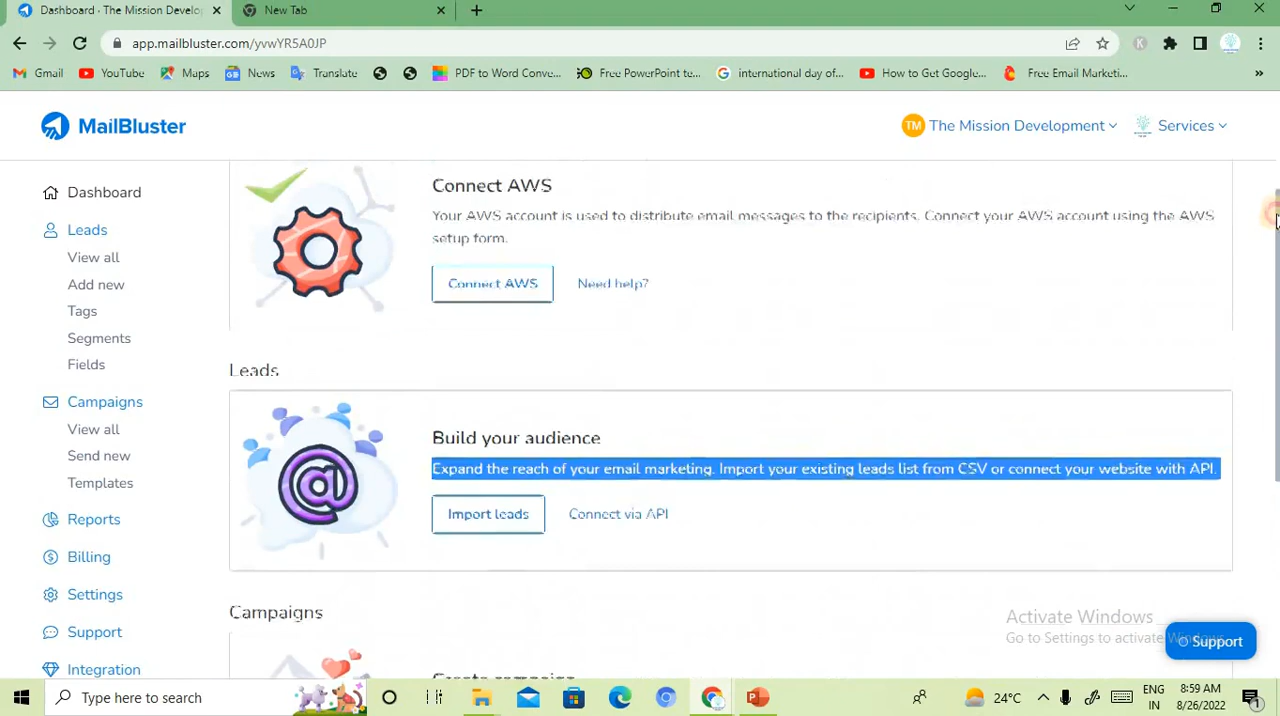 Dashboard - The Mission Develo
New Tab
app.mailbluster.com/yvwYR5A0JP
K
Gmail
YouTube
Maps
News
Translate
PDF to Word Conve...
Free PowerPoint te...
international day of...
How to Get Google...
Free Email Marketi...
MailBluster
TM The Mission Development
Services
Dashboard
Leads
View all
Add new
Tags
Segments
Fields
Campaigns
View all
Send new
Templates
Reports
Billing
Settings
Support
Integration
Connect AWS
Your AWS account is used to distribute email messages to the recipients. Connect your AWS account using the AWS
setup form.
Connect AWS
Need help?
Leads
Build your audience
Expand the reach of your email marketing. Import your existing leads list from CSV or connect your website with API.
Import leads
Connect via API
Campaigns
Create campaign
Activate Windows
Go to Settings to activate Windows.
Support
Type here to search
24°C
ENG
IN
8:59 AM
8/26/2022
1